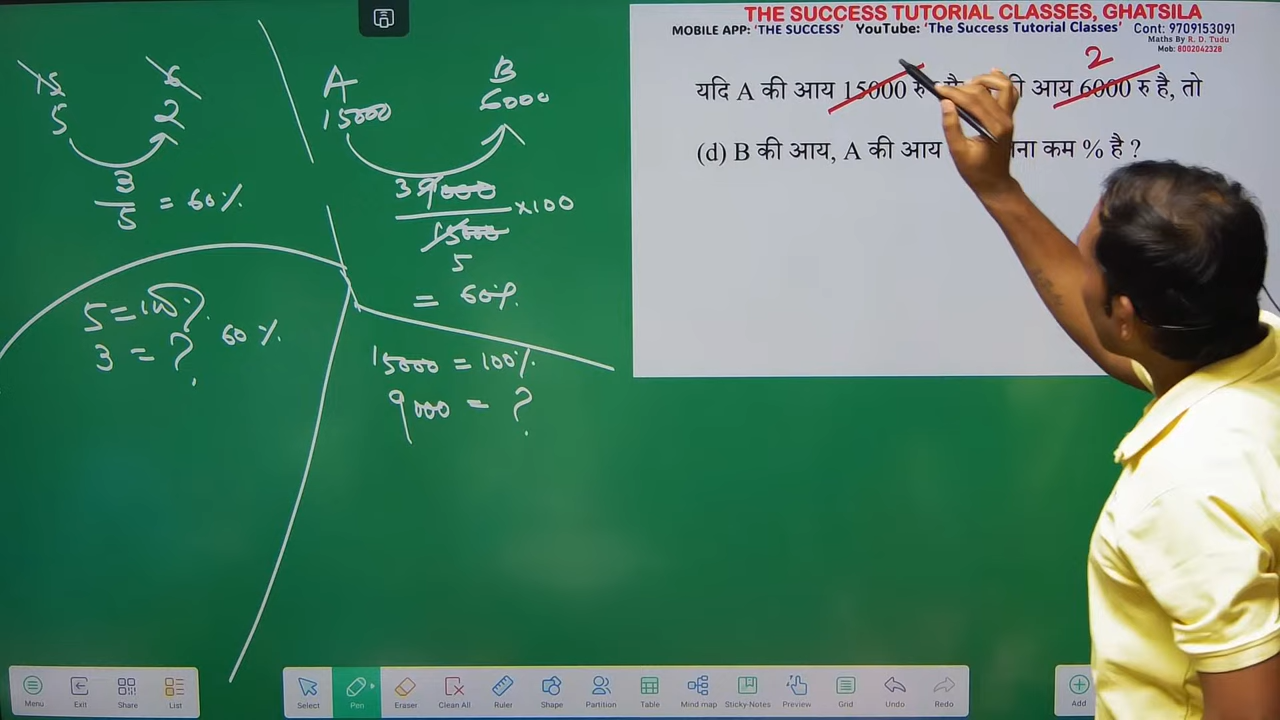 THE SUCCESS TUTORIAL CLASSES, GHATSILA
MOBILE APP: 'THE SUCCESS' YouTube: 'The Success Tutorial Classes' Cont: 9709153091
Maths By R. D. Tudu
Mob: 8002042328
2
यदि A की आय 15000 रु की आय 6000 रु है, तो
(d) B की आय, A की आय कम % है ?
15 6
5 2
3
5 = 60%
5 = 100%
3 = ? 60%
A B
15000 6000
3 9000
15000 ×100
5
= 60%
15000 = 100%
9000 = ?
Menu Exit Share List Select Pen Eraser Clean All Ruler Shape Partition Table Mind map Sticky-Notes Preview Grid Undo Redo Add